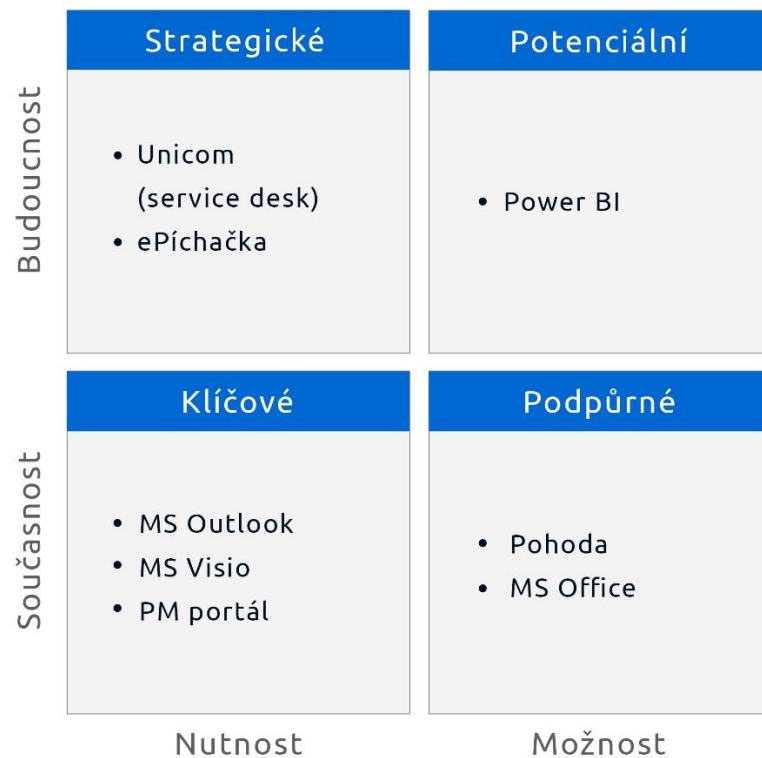 Strategické
Potenciální
Budoucnost
• Unicom
(service desk)
• ePíchačka
• Power BI
Klíčové
Podpůrné
Současnost
• MS Outlook
• MS Visio
• PM portál
• Pohoda
• MS Office
Nutnost
Možnost